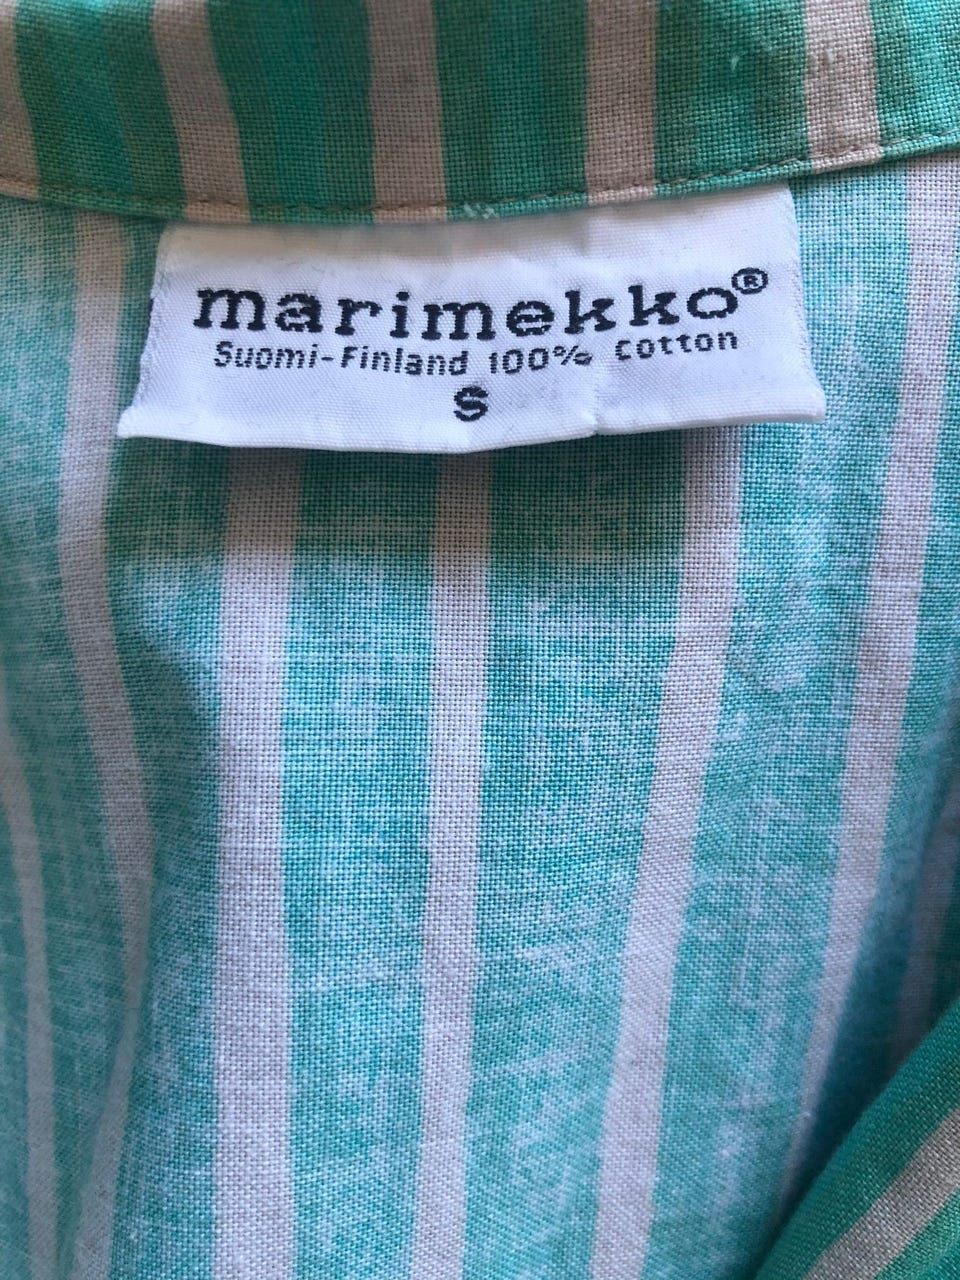 marimekko®
Suomi-Finland 100% cotton
S